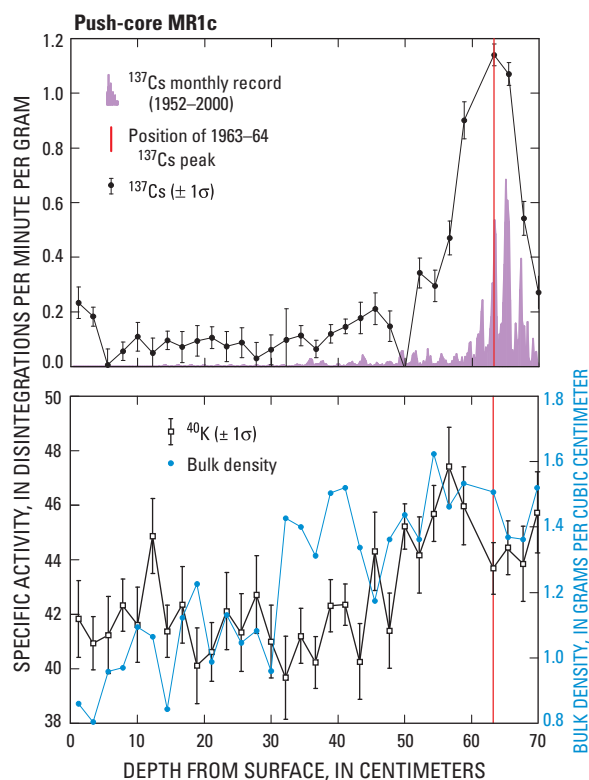 Push-core MR1c
1.2
1.0
0.8
0.6
0.4
0.2
0.0
¹³⁷Cs monthly record
(1952–2000)
Position of 1963–64
¹³⁷Cs peak
¹³⁷Cs (± 1σ)
SPECIFIC ACTIVITY, IN DISINTEGRATIONS PER MINUTE PER GRAM
50
48
46
44
42
40
38
⁴⁰K (± 1σ)
Bulk density
1.8
1.6
1.4
1.2
1.0
0.8
BULK DENSITY, IN GRAMS PER CUBIC CENTIMETER
0 10 20 30 40 50 60 70
DEPTH FROM SURFACE, IN CENTIMETERS